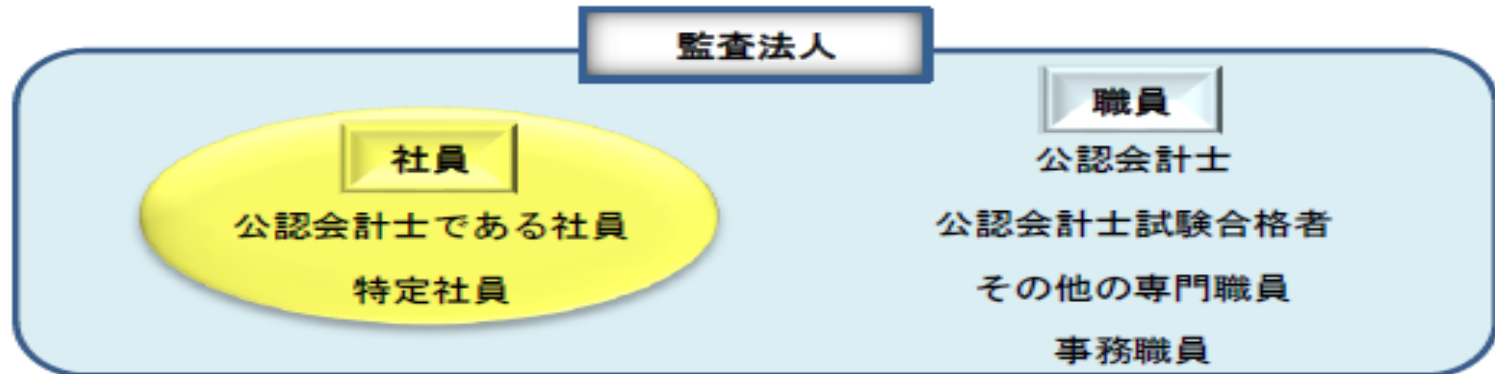 監査法人
社員
公認会計士である社員
特定社員
職員
公認会計士
公認会計士試験合格者
その他の専門職員
事務職員